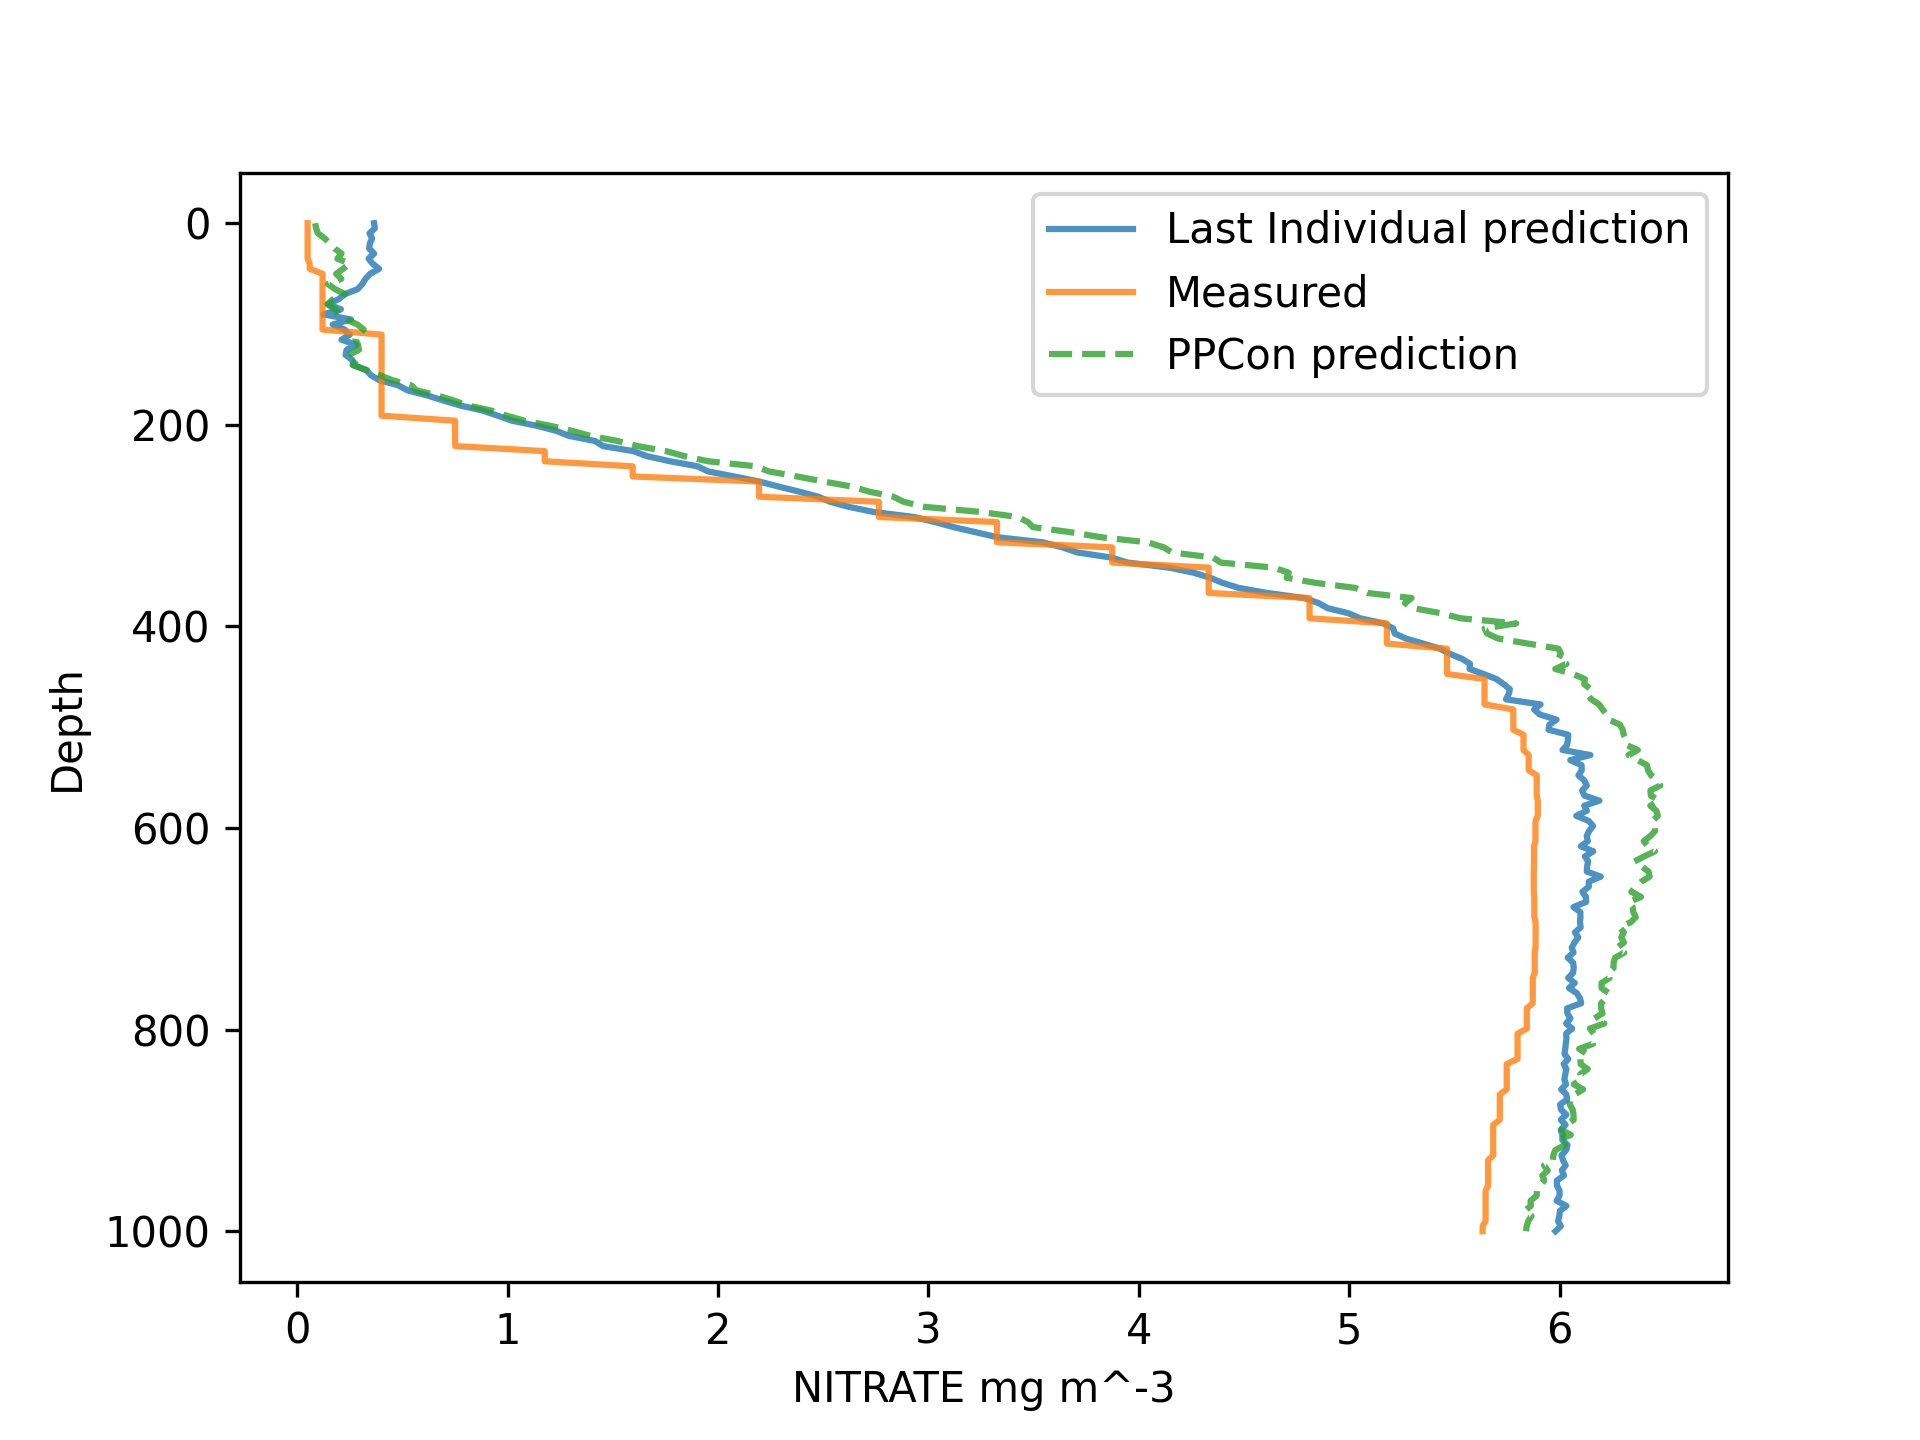 Last Individual prediction
Measured
PPCon prediction
0
200
400
600
800
1000
Depth
0 1 2 3 4 5 6
NITRATE mg m^-3